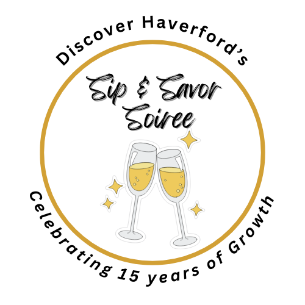 Discover Haverford's
Sip & Savor
Soiree
Celebrating 15 years of Growth